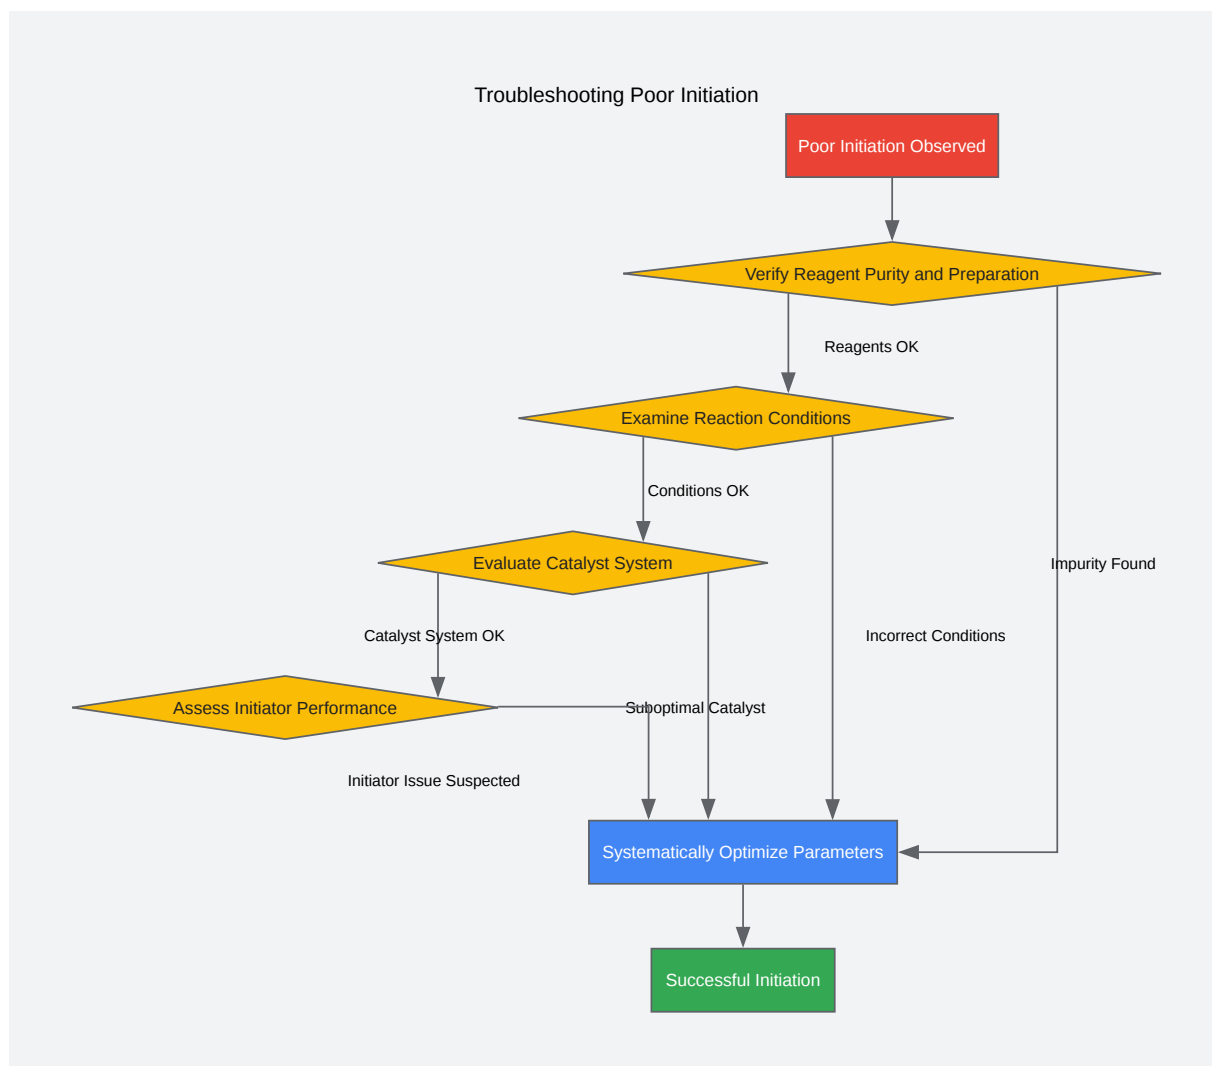 Troubleshooting Poor Initiation
Poor Initiation Observed
Verify Reagent Purity and Preparation
Reagents OK
Examine Reaction Conditions
Conditions OK
Evaluate Catalyst System
Impurity Found
Catalyst System OK
Incorrect Conditions
Assess Initiator Performance
Suboptimal Catalyst
Initiator Issue Suspected
Systematically Optimize Parameters
Successful Initiation